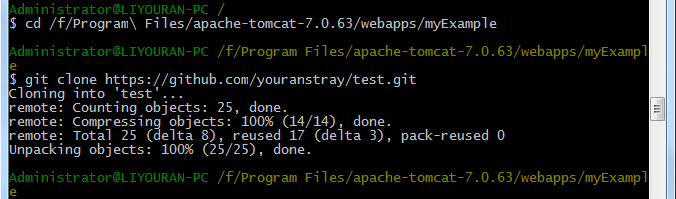 Administrator@LIYOURAN-PC /
$ cd /f/Program\ Files/apache-tomcat-7.0.63/webapps/myExample
Administrator@LIYOURAN-PC /f/Program Files/apache-tomcat-7.0.63/webapps/myExampl
e
$ git clone https://github.com/youranstray/test.git
Cloning into 'test'...
remote: Counting objects: 25, done.
remote: Compressing objects: 100% (14/14), done.
remote: Total 25 (delta 8), reused 17 (delta 3), pack-reused 0
Unpacking objects: 100% (25/25), done.
Administrator@LIYOURAN-PC /f/Program Files/apache-tomcat-7.0.63/webapps/myExampl
e